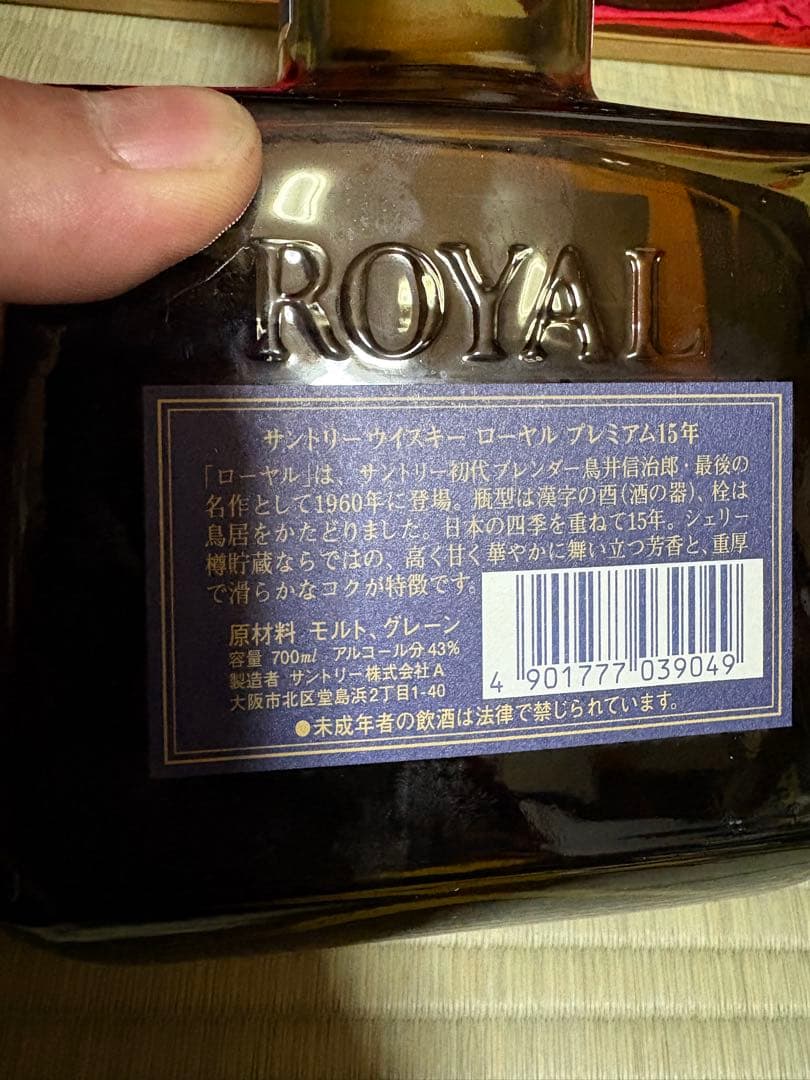 ROYAL
サントリーウイスキー ローヤル プレミアム15年
「ローヤル」は、サントリー初代ブレンダー鳥井信治郎・最後の
名作として1960年に登場。瓶型は漢字の酉(酒の器)、栓は
鳥居をかたどりました。日本の四季を重ねて15年。シェリー
樽貯蔵ならではの、高く甘く華やかに舞い立つ芳香と、重厚
で滑らかなコクが特徴です。
原材料 モルト、グレーン
容量 700ml アルコール分43%
製造者 サントリー株式会社A
大阪市北区堂島浜2丁目1-40
4 901777 039049
●未成年者の飲酒は法律で禁じられています。